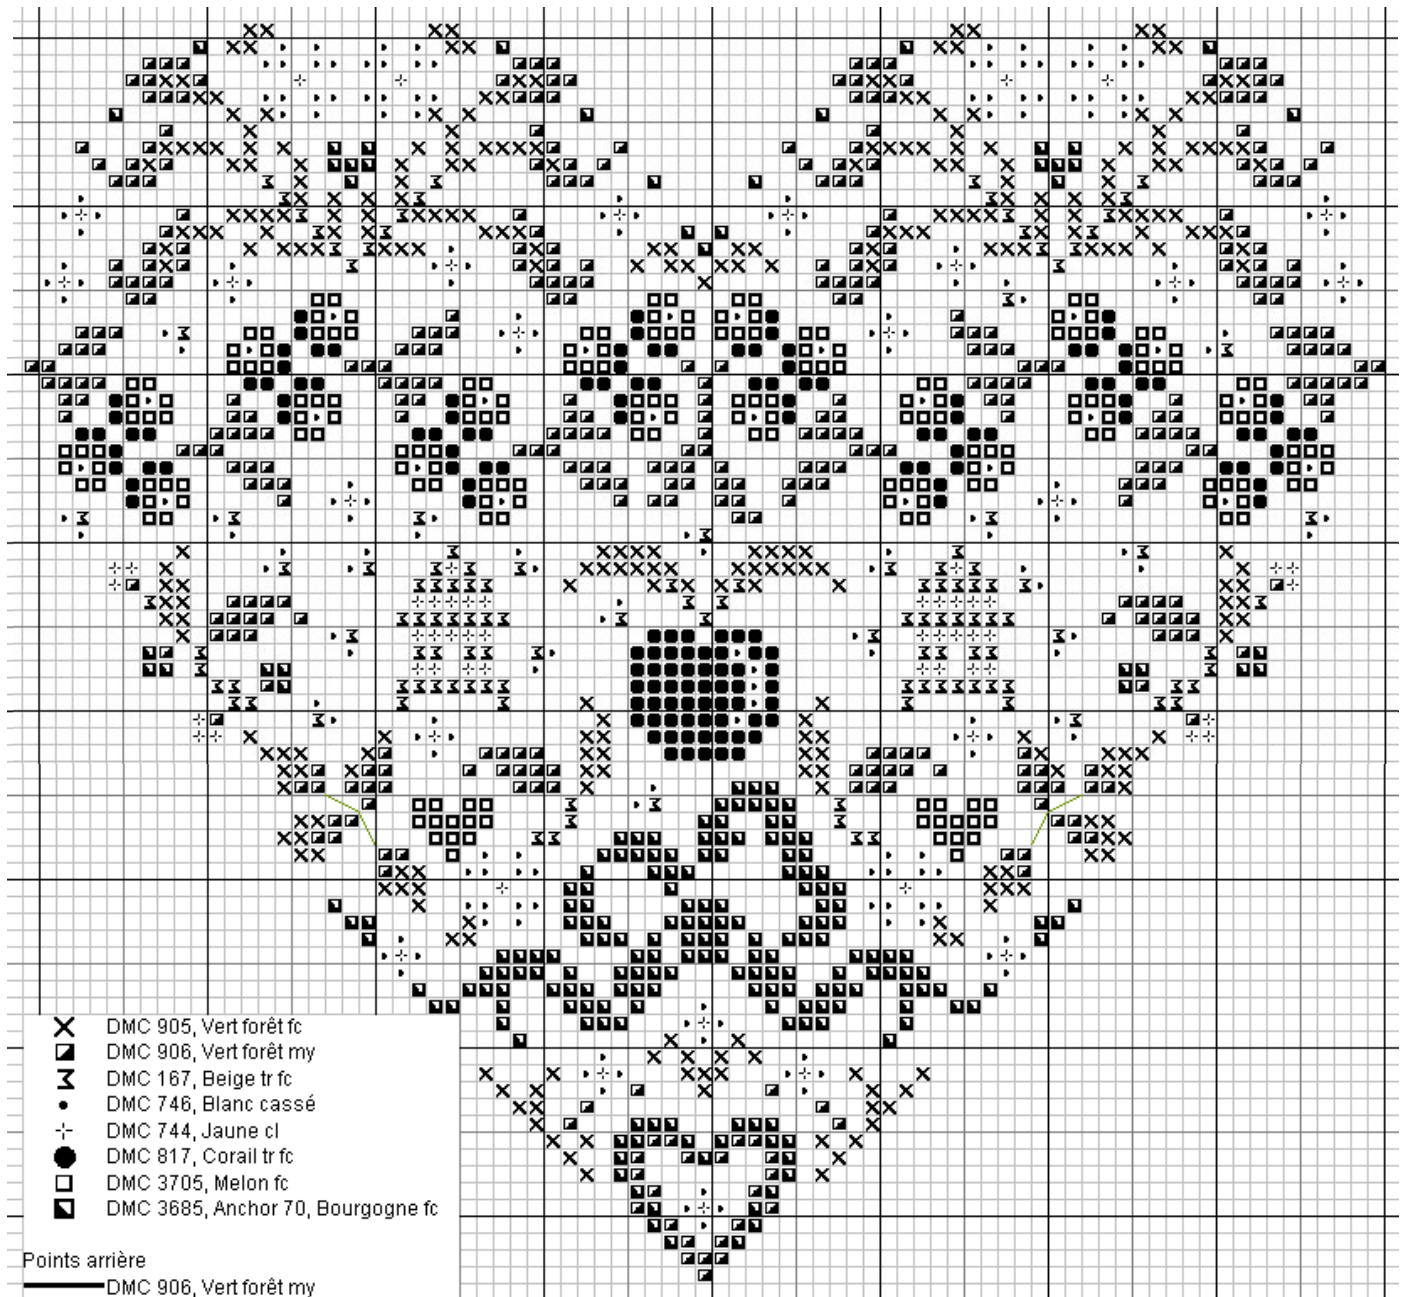 DMC 905, Vert forêt fc
DMC 906, Vert forêt my
DMC 167, Beige tr fc
DMC 746, Blanc cassé
DMC 744, Jaune cl
DMC 817, Corail tr fc
DMC 3705, Melon fc
DMC 3685, Anchor 70, Bourgogne fc
Points arrière
DMC 906, Vert forêt my